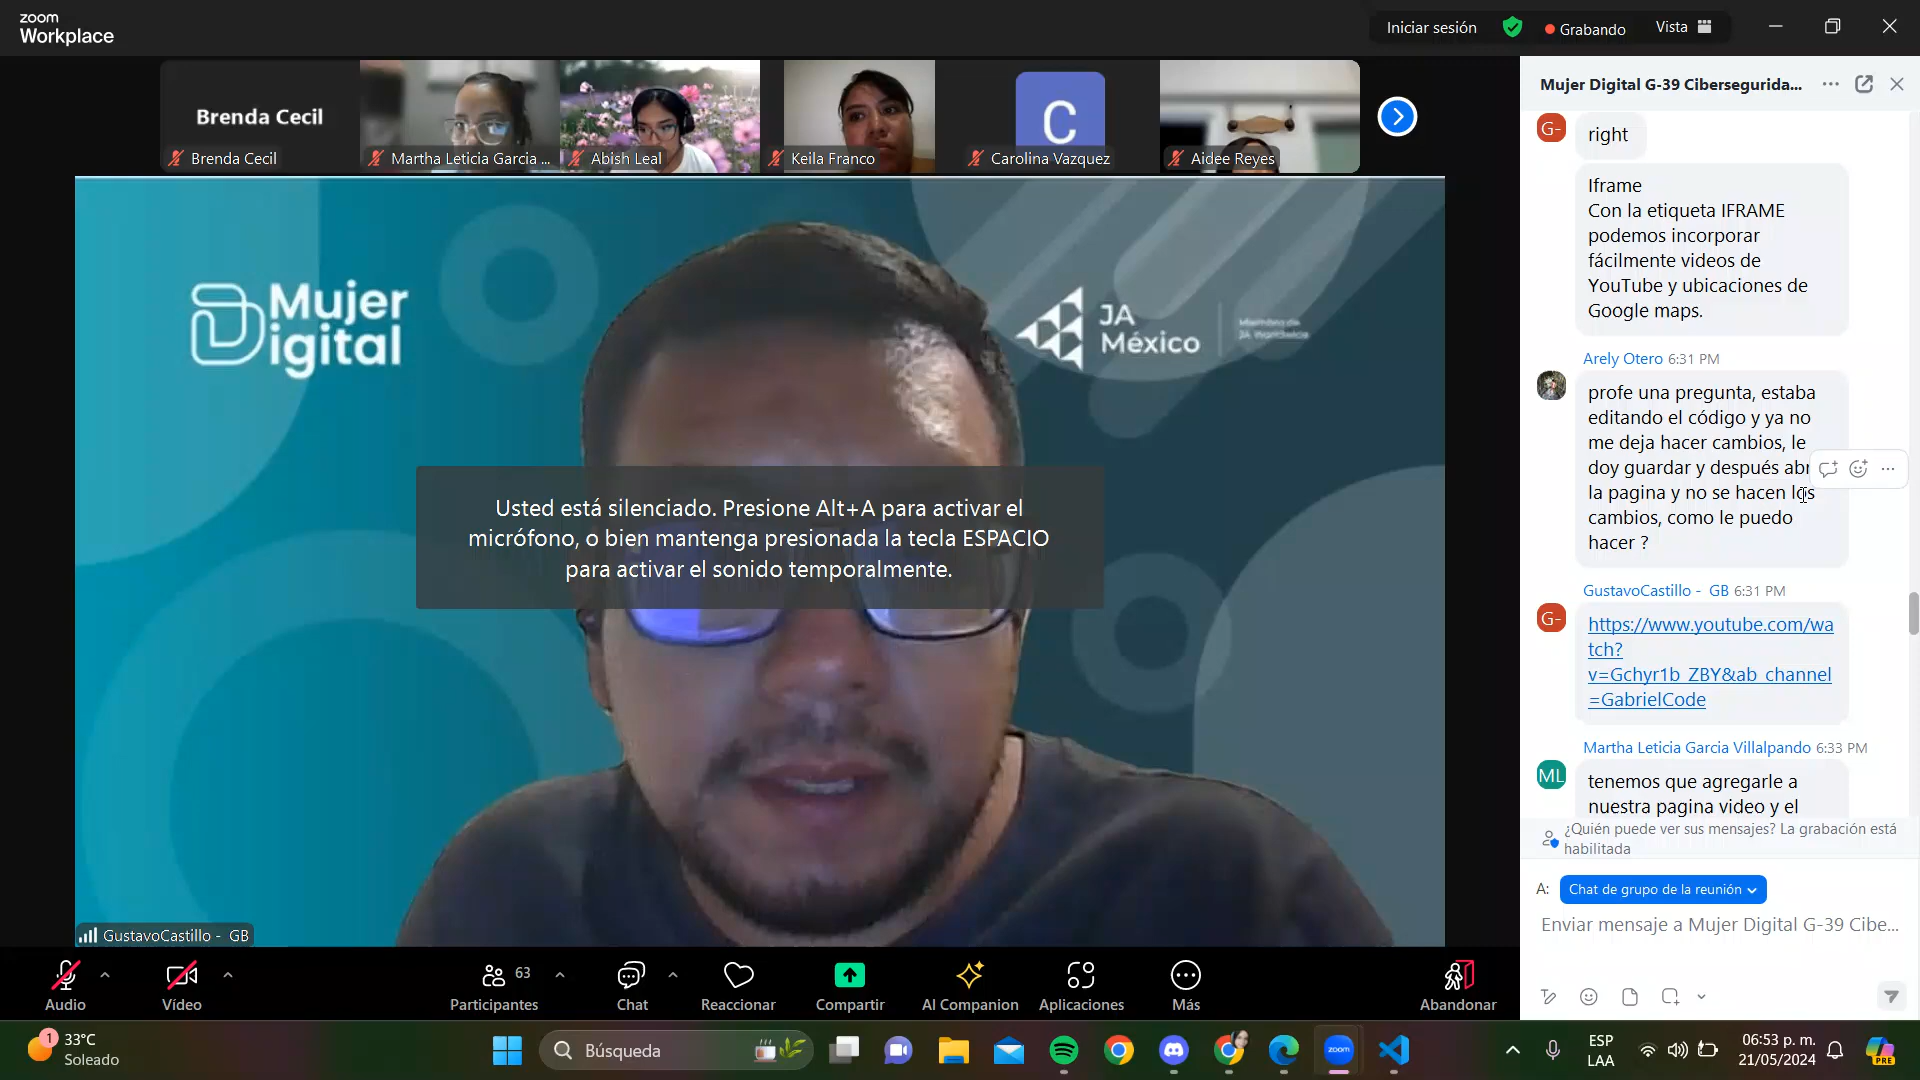 zoom
Workplace
Iniciar sesión
Grabando
Vista
Brenda Cecil
Brenda Cecil
Martha Leticia Garcia ...
Abish Leal
Keila Franco
C
Carolina Vazquez
Aidee Reyes
Mujer Digital G-39 Cibersegurida...
G-
right
Iframe
Con la etiqueta IFRAME
podemos incorporar
fácilmente videos de
YouTube y ubicaciones de
Google maps.
Arely Otero 6:31 PM
profe una pregunta, estaba
editando el código y ya no
me deja hacer cambios, le
doy guardar y después abr
la pagina y no se hacen los
cambios, como le puedo
hacer ?
GustavoCastillo - GB 6:31 PM
G-
https://www.youtube.com/wa
tch?
v=Gchyr1b_ZBY&ab_channel
=GabrielCode
Martha Leticia Garcia Villalpando 6:33 PM
ML
tenemos que agregarle a
nuestra pagina video y el
¿Quién puede ver sus mensajes? La grabación está
habilitada
A:
Chat de grupo de la reunión
Enviar mensaje a Mujer Digital G-39 Cibe...
Mujer
Digital
JA
México
Miembro de
JA Worldwide
Usted está silenciado. Presione Alt+A para activar el
micrófono, o bien mantenga presionada la tecla ESPACIO
para activar el sonido temporalmente.
GustavoCastillo - GB
Audio
Vídeo
Participantes
63
Chat
Reaccionar
Compartir
AI Companion
Aplicaciones
Más
Abandonar
1
33°C
Soleado
Búsqueda
zoom
ESP
LAA
06:53 p. m.
21/05/2024
PRE